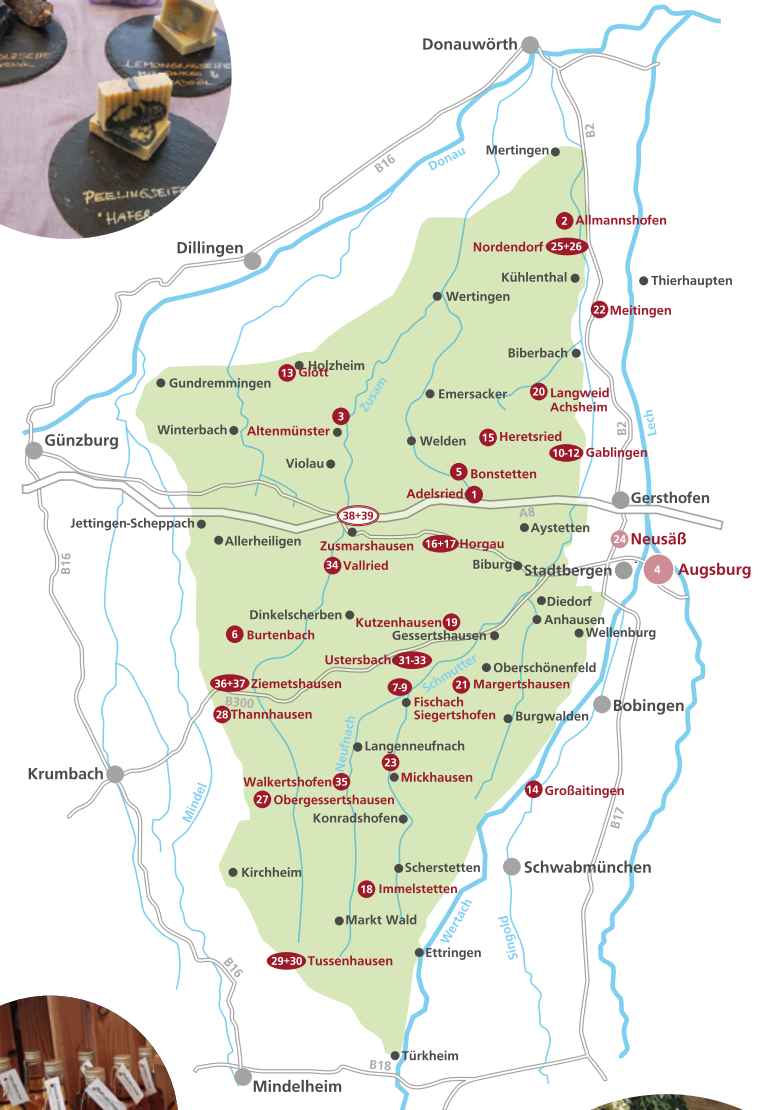 LEMONGRASSEIFE
PEELINGSEIFE
Donauwörth
B2
Mertingen
B16
Donau
2 Allmannshofen
Dillingen
Nordendorf 25+26
Kühlenthal
Thierhaupten
Wertingen
22 Meitingen
Biberbach
Holzheim
13 Glött
Gundremmingen
Zusam
Emersacker
20 Langweid
Achsheim
3
Altenmünster
Winterbach
Lech
B2
Günzburg
Welden
15 Heretsried
10-12 Gablingen
Violau
5 Bonstetten
Adelsried 1
Gersthofen
A8
38+39
Zusmarshausen
Jettingen-Scheppach
Aystetten
Allerheiligen
16+17 Horgau
24 Neusäß
B16
34 Vallried
Biburg
Stadtbergen
4 Augsburg
Diedorf
Dinkelscherben
Kutzenhausen 19
Anhausen
6 Burtenbach
Gessertshausen
Wellenburg
Ustersbach 31-33
Oberschönenfeld
Schmutter
36+37 Ziemetshausen
7-9
21 Margertshausen
B300
Fischach
Siegertshofen
28 Thannhausen
Burgwalden
Bobingen
Neufnach
Langenneufnach
23
Mickhausen
Krumbach
Walkertshofen 35
27 Obergessertshausen
14 Großaitingen
Mindel
Konradshofen
B17
Kirchheim
Scherstetten
Schwabmünchen
18 Immelstetten
Markt Wald
Wertach
Singold
Ettringen
29+30 Tussenhausen
B16
Türkheim
B18
Mindelheim